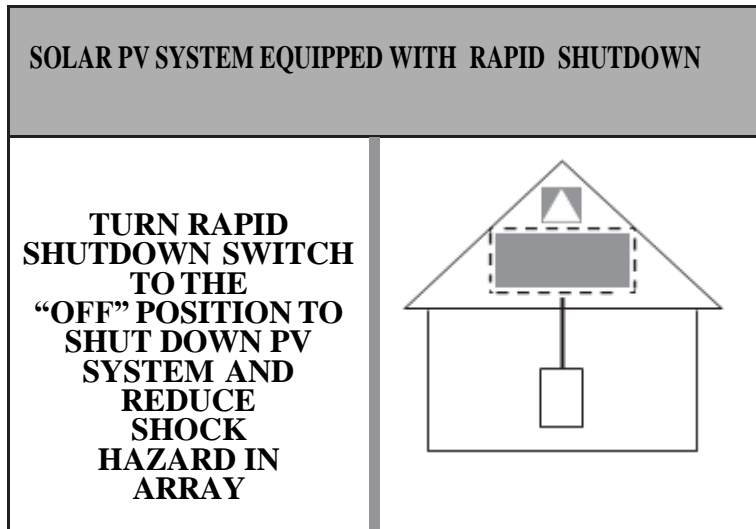 SOLAR PV SYSTEM EQUIPPED WITH RAPID SHUTDOWN
TURN RAPID
SHUTDOWN SWITCH
TO THE
“OFF” POSITION TO
SHUT DOWN PV
SYSTEM AND
REDUCE
SHOCK
HAZARD IN
ARRAY